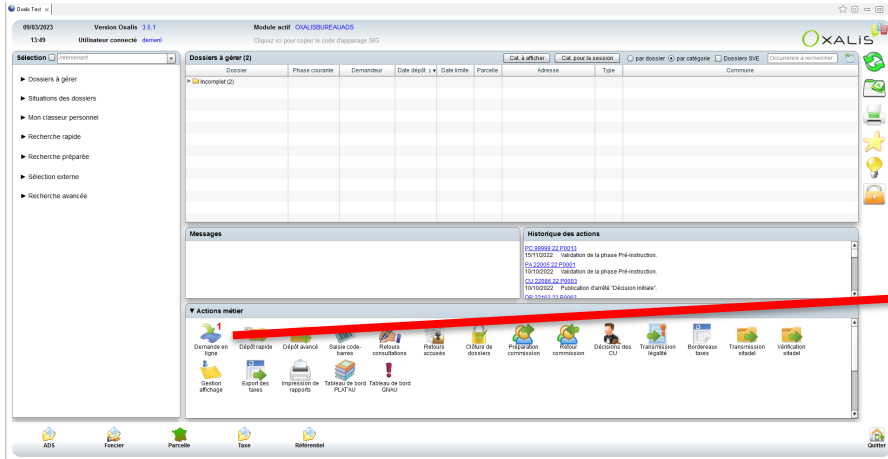 Oxalis Test
09/03/2023 Version Oxalis 3.5.1 Module actif OXALISBUREAUADS
13:49 Utilisateur connecté derrienl Cliquez ici pour copier le code d'apparage SIG
OXALIS
Sélection Intervenant
Dossiers à gérer
Situations des dossiers
Mon classeur personnel
Recherche rapide
Recherche préparée
Sélection externe
Recherche avancée
Dossiers à gérer (2) Cat. à afficher Cat. pour la session par dossier par catégorie Dossiers SVE Occurrence à rechercher
Dossier Phase courante Demandeur Date dépôt 1 Date limite Parcelle Adresse Type Commune
Incomplet (2)
Messages
Historique des actions
PC 99999 22 P0013
15/11/2022 Validation de la phase Pré-instruction.
PA 22005 22 P0001
10/10/2022 Validation de la phase Pré-instruction.
CU 22086 22 P0003
10/10/2022 Publication d'arrêté "Décision initiale".
Actions métier
1
Demande en ligne
Dépôt rapide
Dépôt avancé
Saisie code-barres
Retours consultations
Retours accusés
Clôture de dossiers
Préparation commission
Retour commission
Décisions des CU
Transmission légalité
Bordereaux taxes
Transmission sitadel
Vérification sitadel
Gestion affichage
Export des taxes
Impression de rapports
Tableau de bord PLAT'AU
Tableau de bord GNAU
ADS Foncier Parcelle Taxe Référentiel Quitter